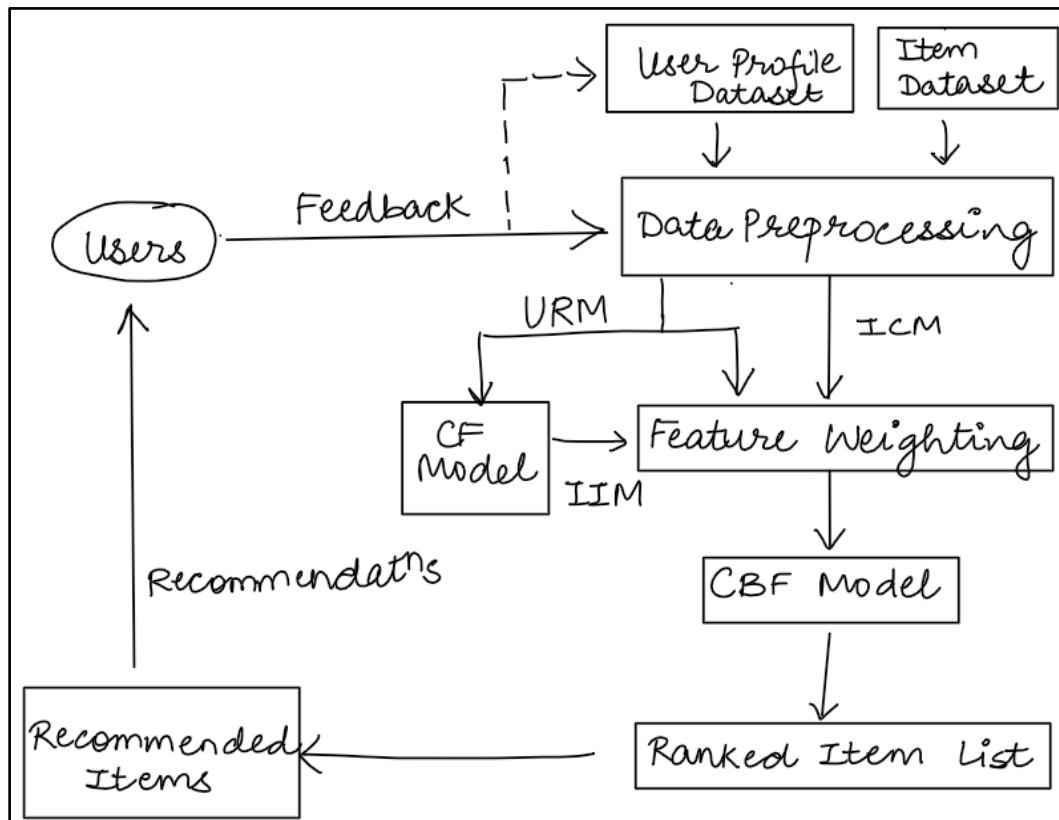 User Profile
Dataset
Item
Dataset
Feedback
Users
Data Preprocessing
URM
ICM
CF
Model
Feature Weighting
IIM
CBF Model
Recommendatⁿs
Recommended
Items
Ranked Item List